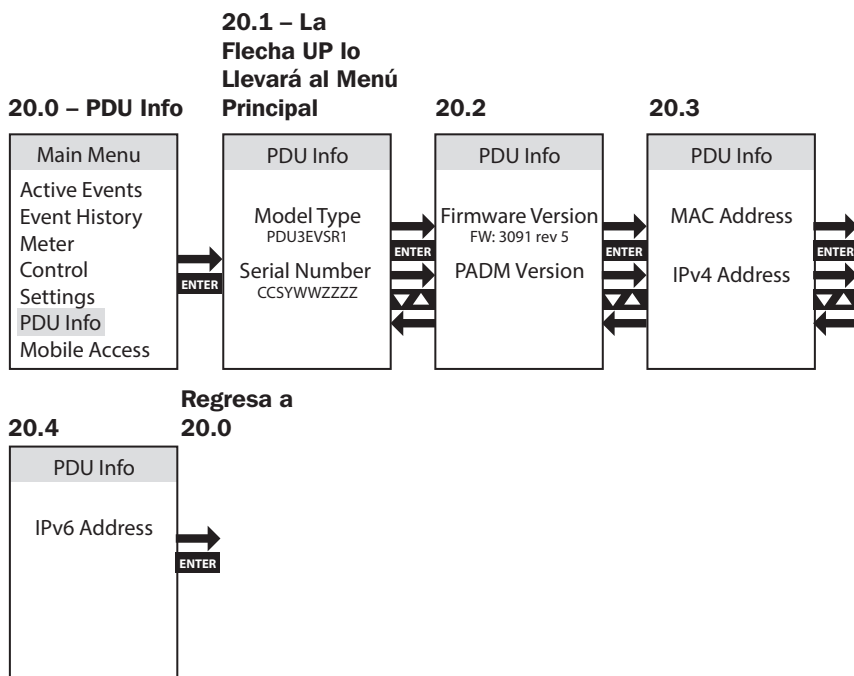 20.0 – PDU Info
Main Menu
Active Events
Event History
Meter
Control
Settings
PDU Info
Mobile Access
ENTER
20.1 – La
Flecha UP lo
Llevará al Menú
Principal
PDU Info
Model Type
PDU3EVSR1
Serial Number
CCSYWWZZZZ
ENTER
20.2
PDU Info
Firmware Version
FW: 3091 rev 5
PADM Version
ENTER
20.3
PDU Info
MAC Address
IPv4 Address
ENTER
20.4
PDU Info
IPv6 Address
ENTER
Regresa a
20.0